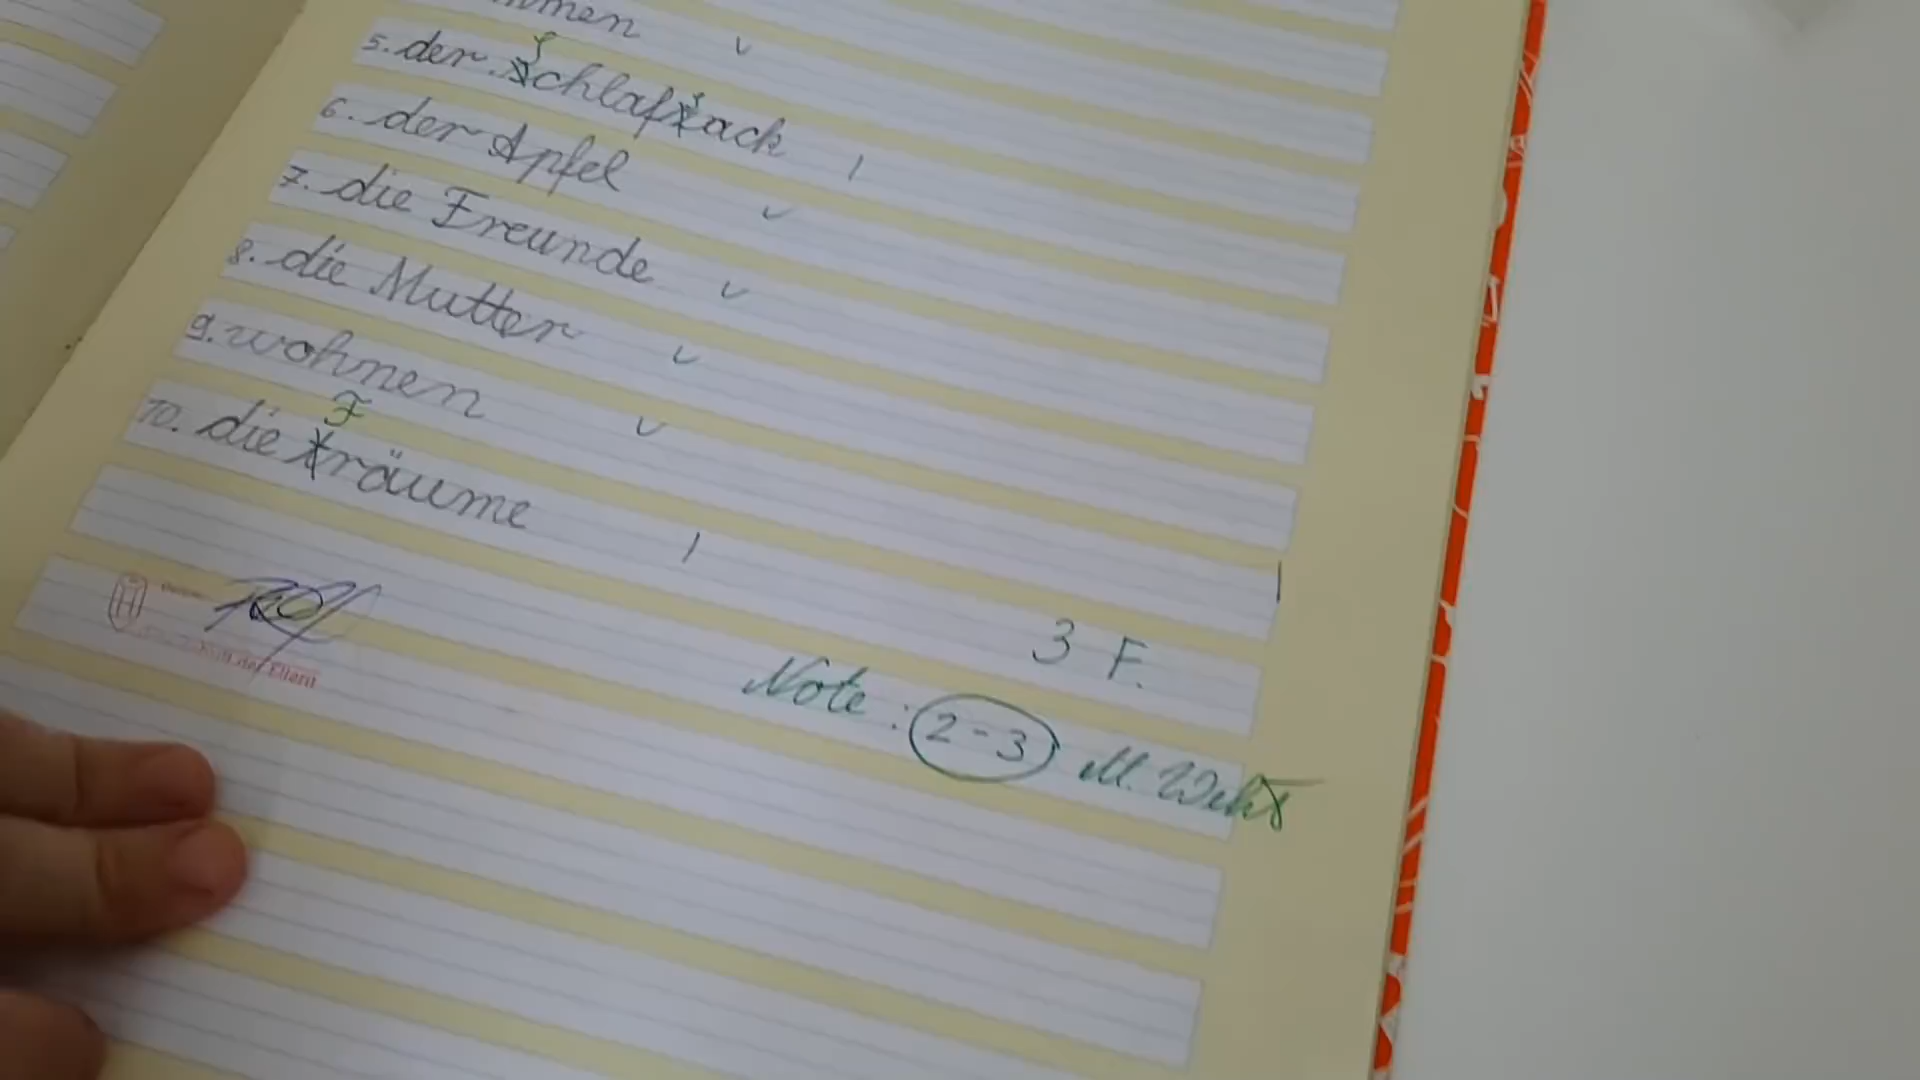 5. der Schlafsack
6. der Apfel
7. die Freunde
8. die Mutter
9. wohnen
10. die Träume
3 F.
Note: 2-3